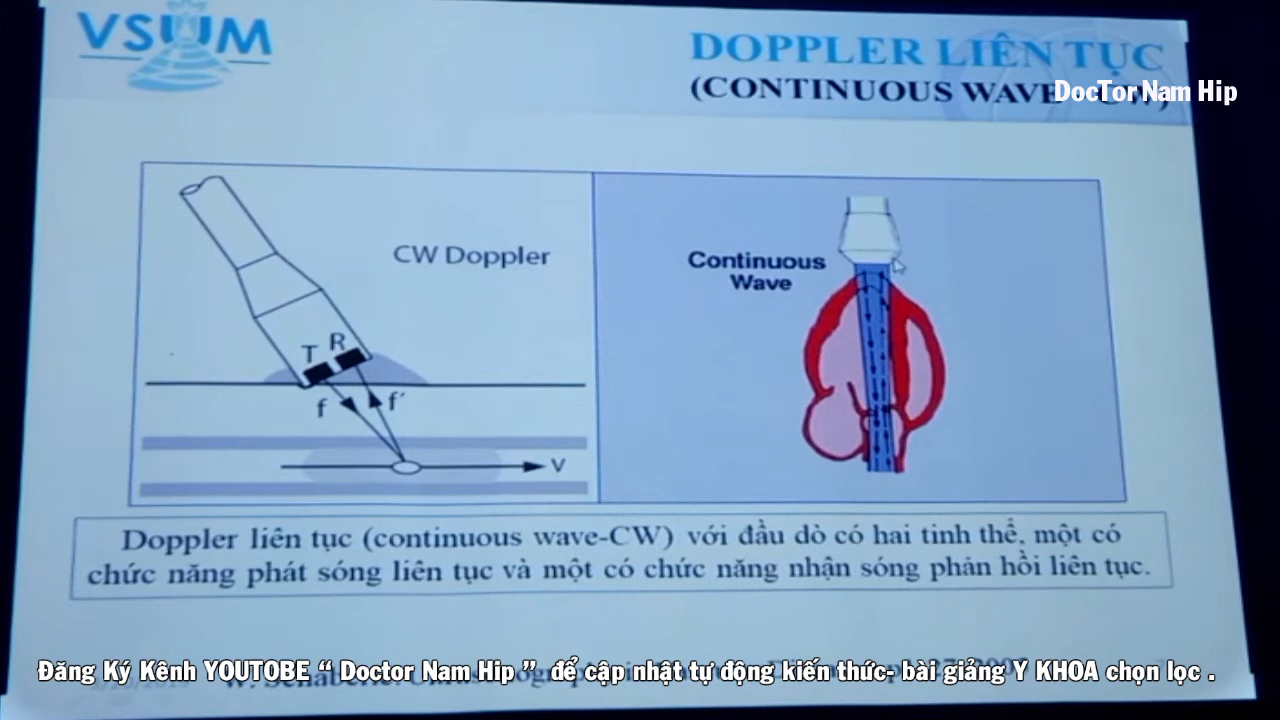 VSUM
DOPPLER LIÊN TỤC
(CONTINUOUS WAVE
DocTor Nam Hip
CW Doppler
T R
f f´
V
Continuous
Wave
Doppler liên tục (continuous wave-CW) với đầu dò có hai tinh thể, một có
chức năng phát sóng liên tục và một có chức năng nhận sóng phản hồi liên tục.
Đăng Ký Kênh YOUTOBE “ Doctor Nam Hip ” để cập nhật tự động kiến thức- bài giảng Y KHOA chọn lọc .